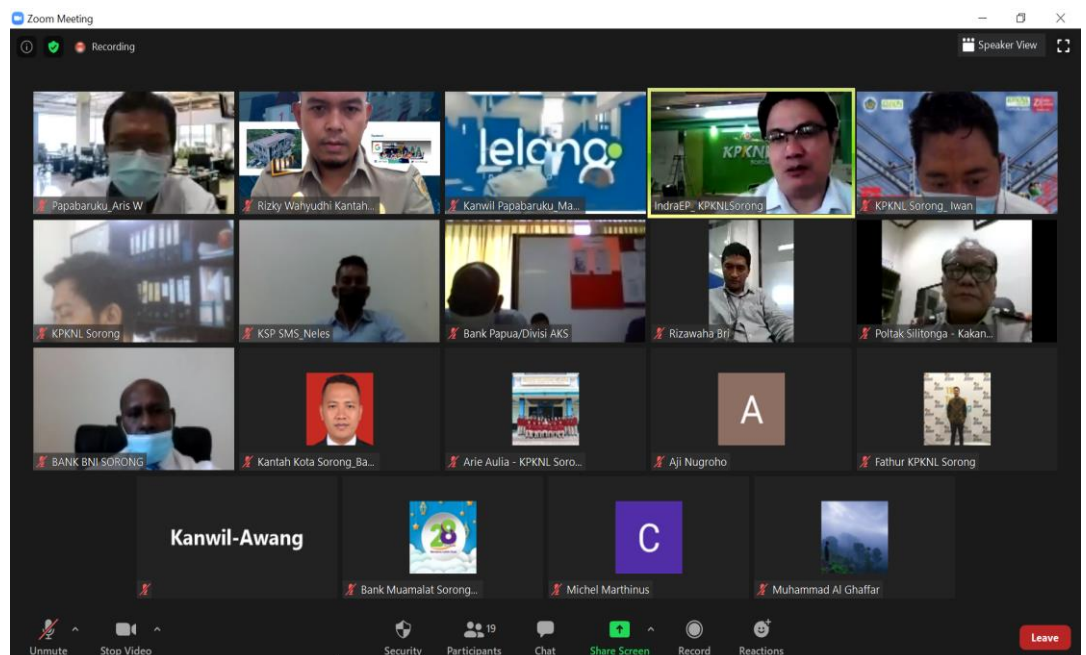 Zoom Meeting
Recording
Speaker View
lelang
KPKNL
Papabaruku_Aris W
Rizky Wahyudhi Kantah...
Kanwil Papabaruku_Ma...
IndraEP_ KPKNLSorong
KPKNL Sorong_ Iwan
KPKNL Sorong
KSP SMS_Neles
Bank Papua/Divisi AKS
Rizawaha Bri
Poltak Silitonga - Kakan...
BANK BNI SORONG
Kantah Kota Sorong_Ba...
Arie Aulia - KPKNL Soro...
A
Aji Nugroho
Fathur KPKNL Sorong
Kanwil-Awang
28
Bank Muamalat Sorong...
C
Michel Marthinus
Muhammad Al Ghaffar
Unmute
Stop Video
Security
Participants
19
Chat
Share Screen
Record
Reactions
Leave